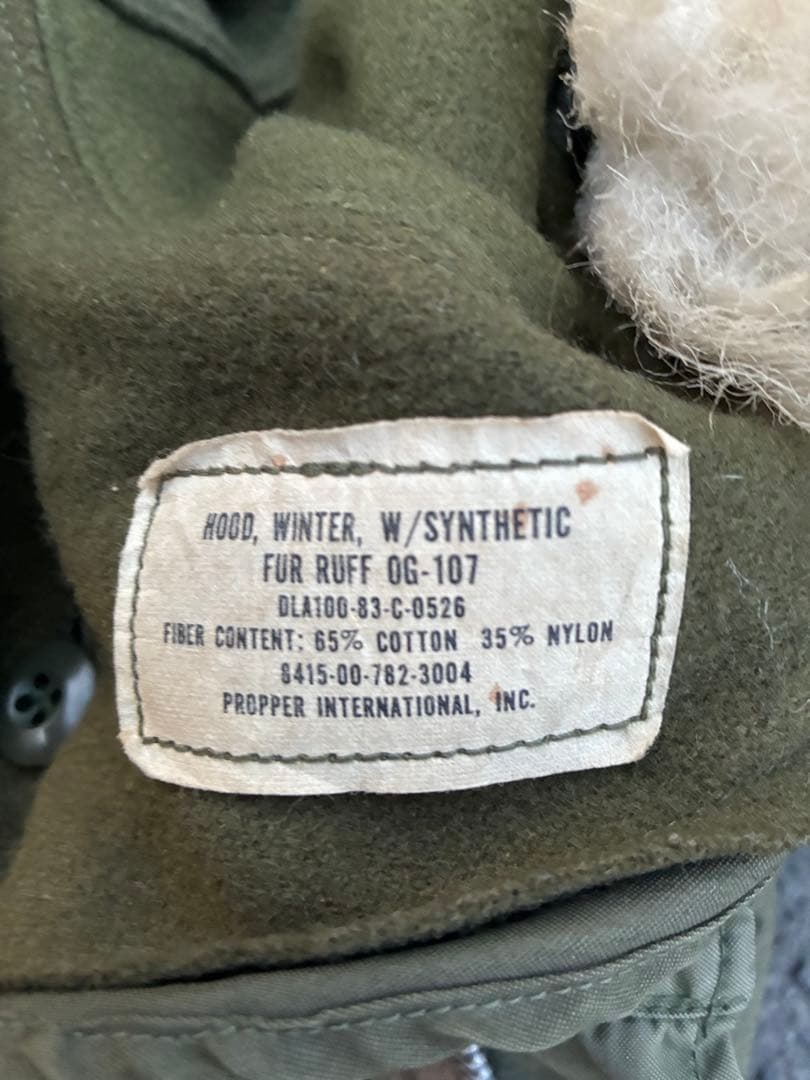 HOOD, WINTER, W/SYNTHETIC
FUR RUFF OG-107
DLA100-83-C-0526
FIBER CONTENT: 65% COTTON 35% NYLON
8415-00-782-3004
PROPPER INTERNATIONAL, INC.